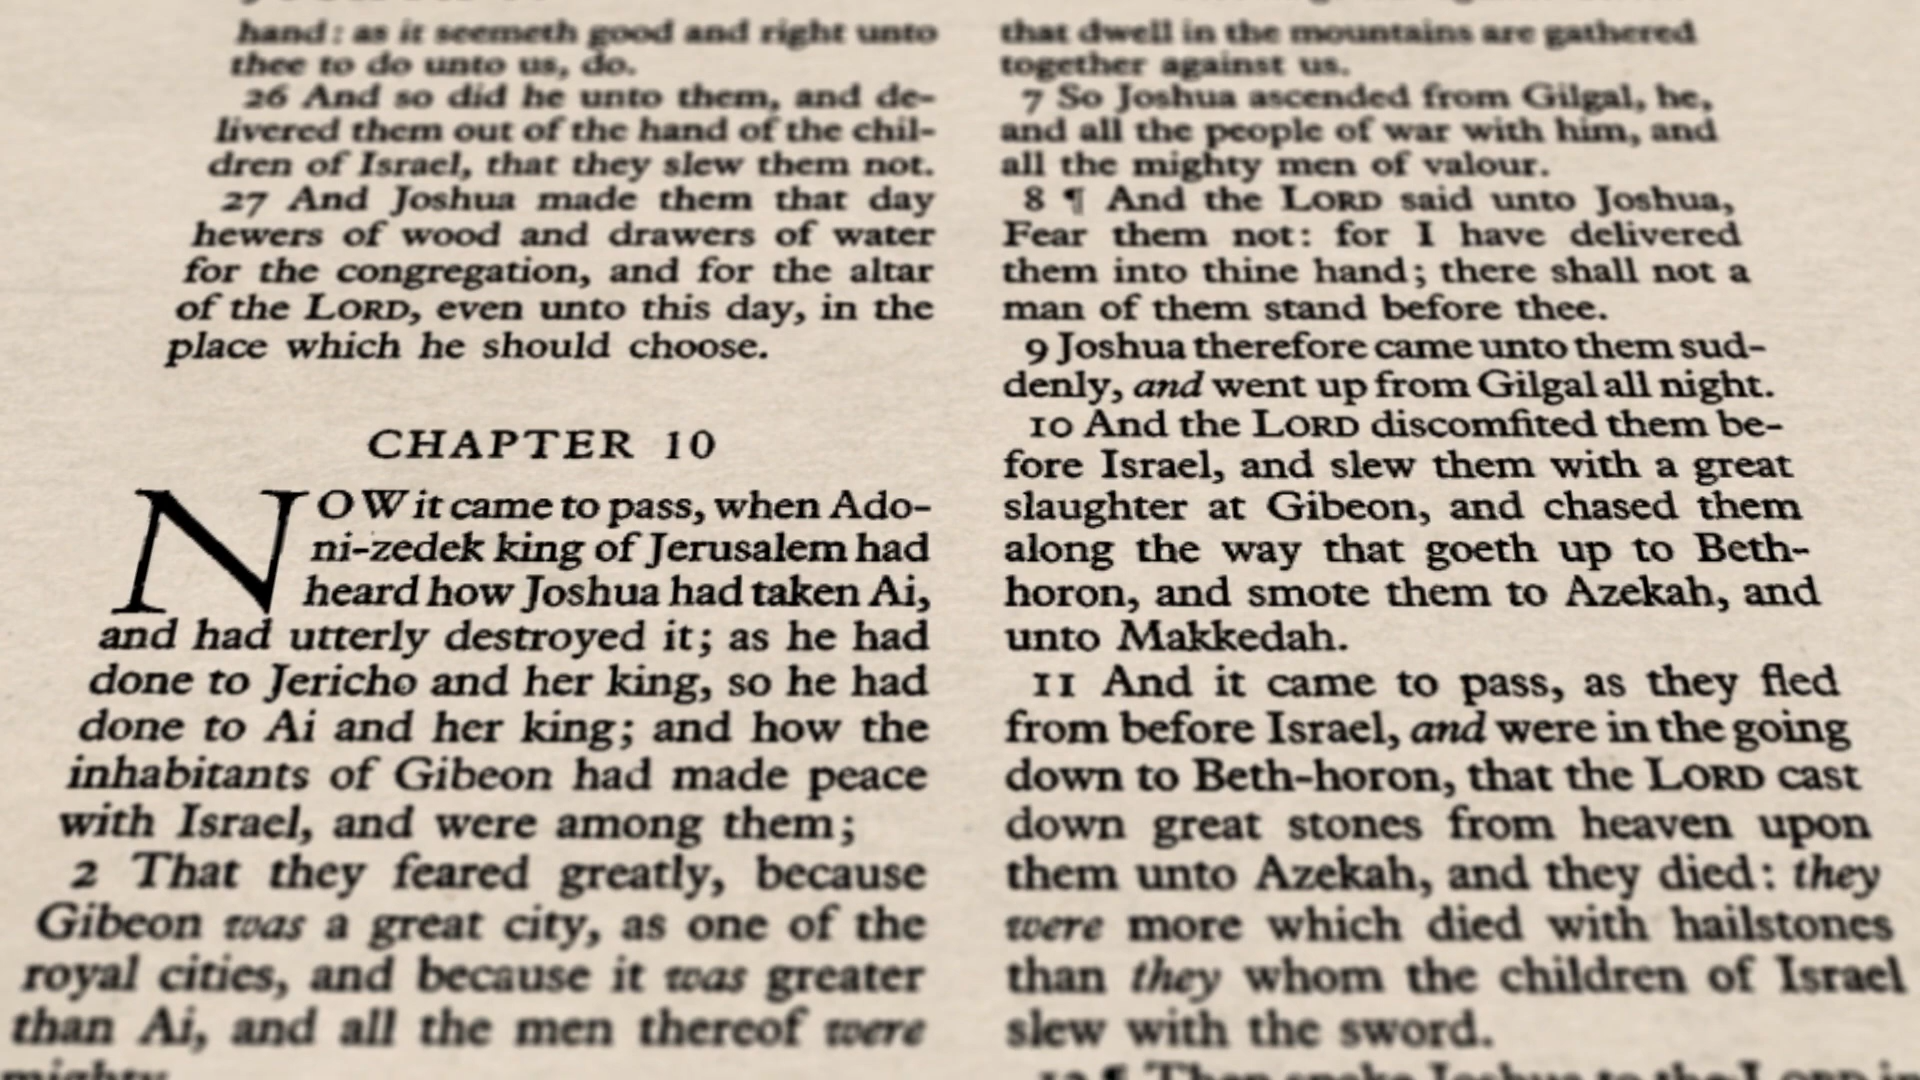 hand: as it seemeth good and right unto
thee to do unto us, do.
26 And so did he unto them, and de-
livered them out of the hand of the chil-
dren of Israel, that they slew them not.
27 And Joshua made them that day
hewers of wood and drawers of water
for the congregation, and for the altar
of the LORD, even unto this day, in the
place which he should choose.
CHAPTER 10
NOW it came to pass, when Ado-
ni-zedek king of Jerusalem had
heard how Joshua had taken Ai,
and had utterly destroyed it; as he had
done to Jericho and her king, so he had
done to Ai and her king; and how the
inhabitants of Gibeon had made peace
with Israel, and were among them;
2 That they feared greatly, because
Gibeon was a great city, as one of the
royal cities, and because it was greater
than Ai, and all the men thereof were
mighty.
that dwell in the mountains are gathered
together against us.
7 So Joshua ascended from Gilgal, he,
and all the people of war with him, and
all the mighty men of valour.
8 ¶ And the LORD said unto Joshua,
Fear them not: for I have delivered
them into thine hand; there shall not a
man of them stand before thee.
9 Joshua therefore came unto them sud-
denly, and went up from Gilgal all night.
10 And the LORD discomfited them be-
fore Israel, and slew them with a great
slaughter at Gibeon, and chased them
along the way that goeth up to Beth-
horon, and smote them to Azekah, and
unto Makkedah.
11 And it came to pass, as they fled
from before Israel, and were in the going
down to Beth-horon, that the LORD cast
down great stones from heaven upon
them unto Azekah, and they died: they
were more which died with hailstones
than they whom the children of Israel
slew with the sword.
12 ¶ Then spake Joshua to the LORD in